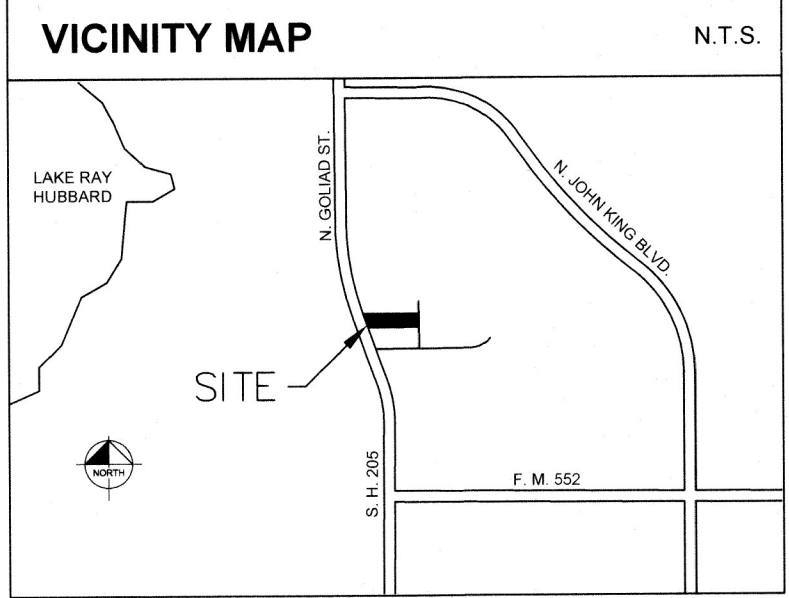 VICINITY MAP
N.T.S.
LAKE RAY
HUBBARD
N. GOLIAD ST.
N. JOHN KING BLVD.
SITE
NORTH
S. H. 205
F. M. 552